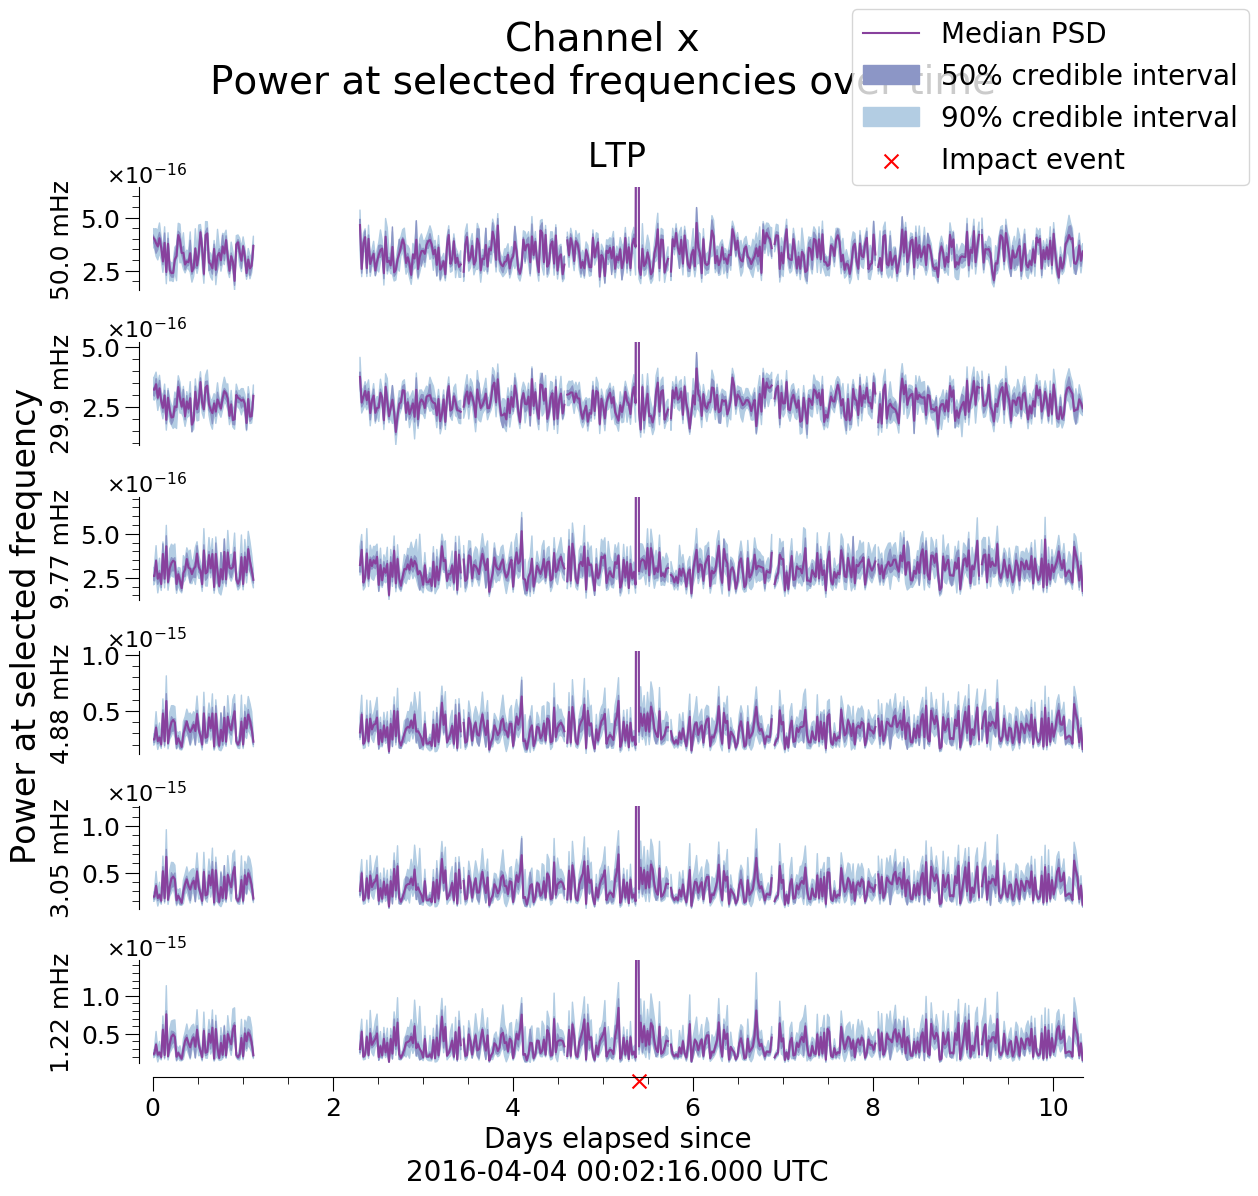 Channel x
Power at selected frequencies over time
Median PSD
50% credible interval
90% credible interval
Impact event
LTP
Power at selected frequency
×10⁻¹⁶
50.0 mHz
5.0
2.5
×10⁻¹⁶
29.9 mHz
5.0
2.5
×10⁻¹⁶
9.77 mHz
5.0
2.5
×10⁻¹⁵
4.88 mHz
1.0
0.5
×10⁻¹⁵
3.05 mHz
1.0
0.5
×10⁻¹⁵
1.22 mHz
1.0
0.5
0 2 4 6 8 10
Days elapsed since
2016-04-04 00:02:16.000 UTC